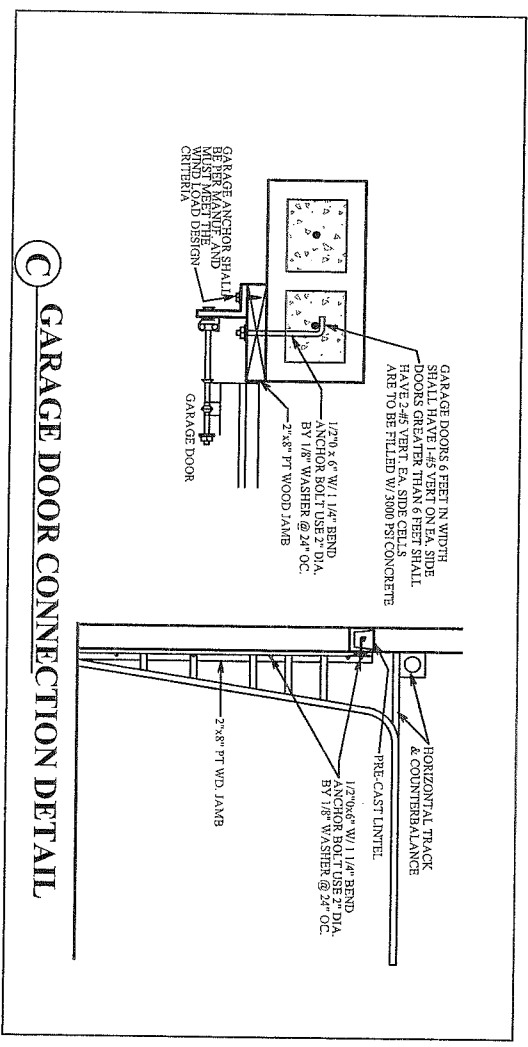 GARAGE DOORS 6 FEET IN WIDTH
SHALL HAVE 1-#5 VERT ON EA. SIDE
DOORS GREATER THAN 6 FEET SHALL
HAVE 2-#5 VERT. EA. SIDE CELLS
ARE TO BE FILLED W/ 3000 PSI CONCRETE
1/2"0 x 6" W/ 1 1/4" BEND
ANCHOR BOLT USE 2" DIA.
BY 1/8" WASHER @ 24" OC.
2"x8" PT WOOD JAMB
GARAGE DOOR
GARAGE ANCHOR SHALL
BE PER MANUF. AND
MUST MEET THE
WIND LOAD DESIGN
CRITERIA
HORIZONTAL TRACK
& COUNTERBALANCE
PRE-CAST LINTEL
1/2"0x6" W/ 1 1/4" BEND
ANCHOR BOLT USE 2" DIA.
BY 1/8" WASHER @ 24" OC.
2"x8" PT WD. JAMB
C GARAGE DOOR CONNECTION DETAIL